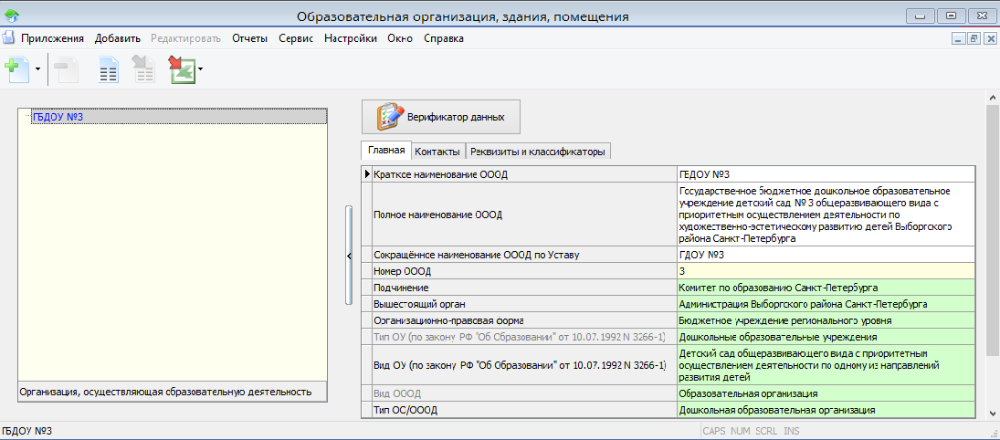 Образовательная организация, здания, помещения
Приложения Добавить Редактировать Отчеты Сервис Настройки Окно Справка
ГБДОУ №3
Верификатор данных
Главная Контакты Реквизиты и классификаторы
Краткое наименование ОООД ГБДОУ №3
Полное наименование ОООД
Государственное бюджетное дошкольное образовательное
учреждение детский сад № 3 общеразвивающего вида с
приоритетным осуществлением деятельности по
художественно-эстетическому развитию детей Выборгского
района Санкт-Петербурга
Сокращённое наименование ОООД по Уставу ГДОУ №3
Номер ОООД 3
Подчинение Комитет по образованию Санкт-Петербурга
Вышестоящий орган Администрация Выборгского района Санкт-Петербурга
Организационно-правовая форма Бюджетное учреждение регионального уровня
Тип ОУ (по закону РФ "Об Образовании" от 10.07.1992 N 3266-1) Дошкольные образовательные учреждения
Вид ОУ (по закону РФ "Об Образовании" от 10.07.1992 N 3266-1)
Детский сад общеразвивающего вида с приоритетным
осуществлением деятельности по одному из направлений
развития детей
Вид ОООД Образовательная организация
Тип ОС/ОООД Дошкольная образовательная организация
Организация, осуществляющая образовательную деятельность
ГБДОУ №3 CAPS NUM SCRL INS